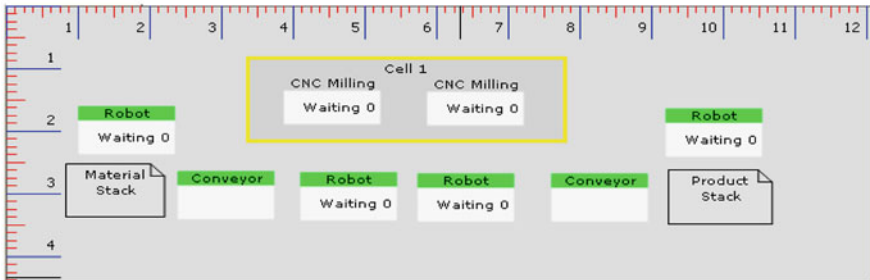 1 2 3 4 5 6 7 8 9 10 11 12
1
2
3
4
Cell 1
CNC Milling
Waiting 0
CNC Milling
Waiting 0
Robot
Waiting 0
Robot
Waiting 0
Material
Stack
Conveyor
Robot
Waiting 0
Robot
Waiting 0
Conveyor
Product
Stack